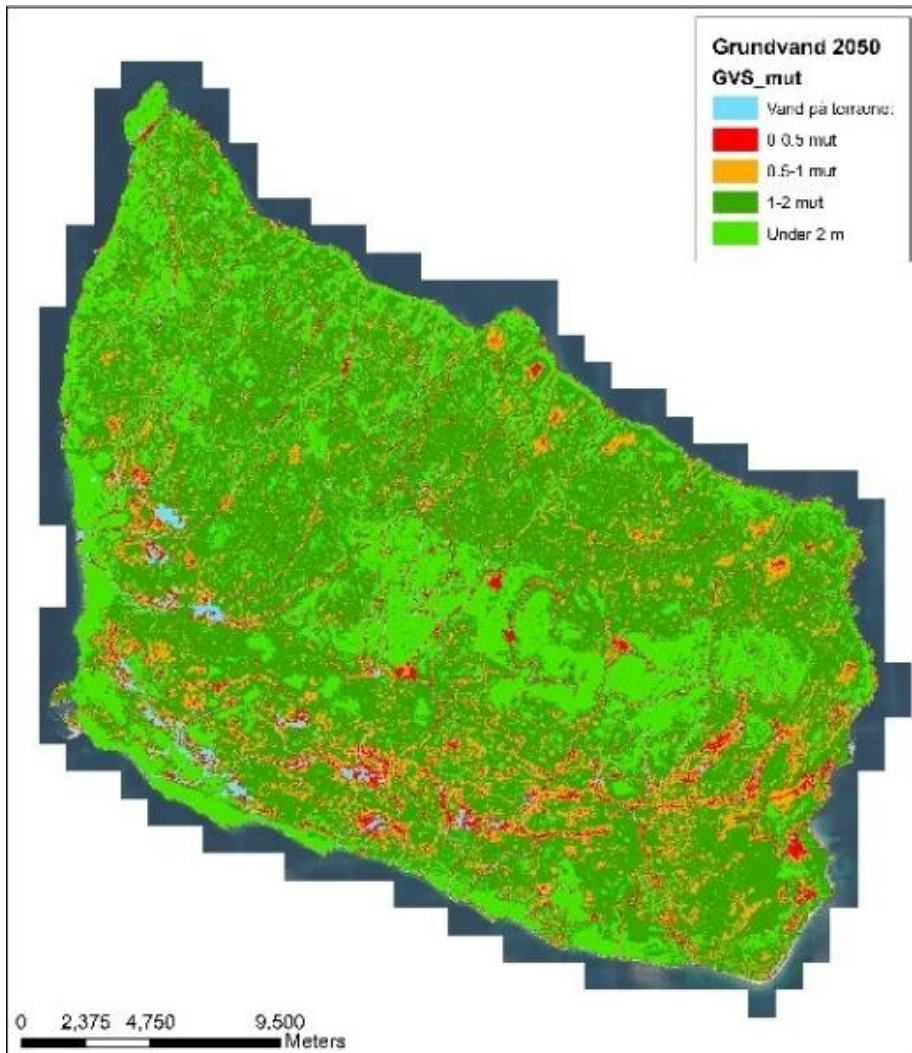 Grundvand 2050
GVS_mut
Vand på terrænet
0-0.5 mut
0.5-1 mut
1-2 mut
Under 2 m
0 2,375 4,750 9,500
Meters